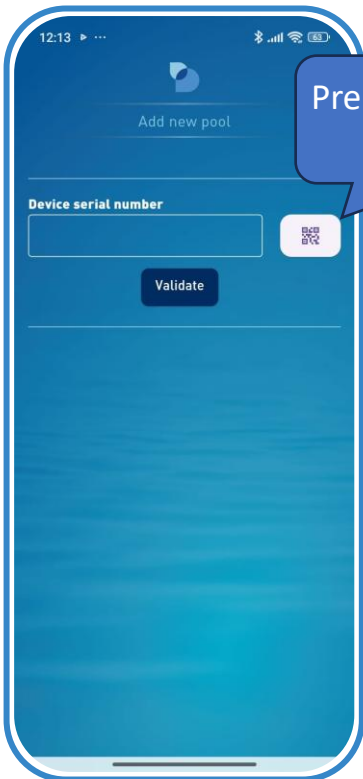 12:13
63
Pre
Add new pool
Device serial number
Validate